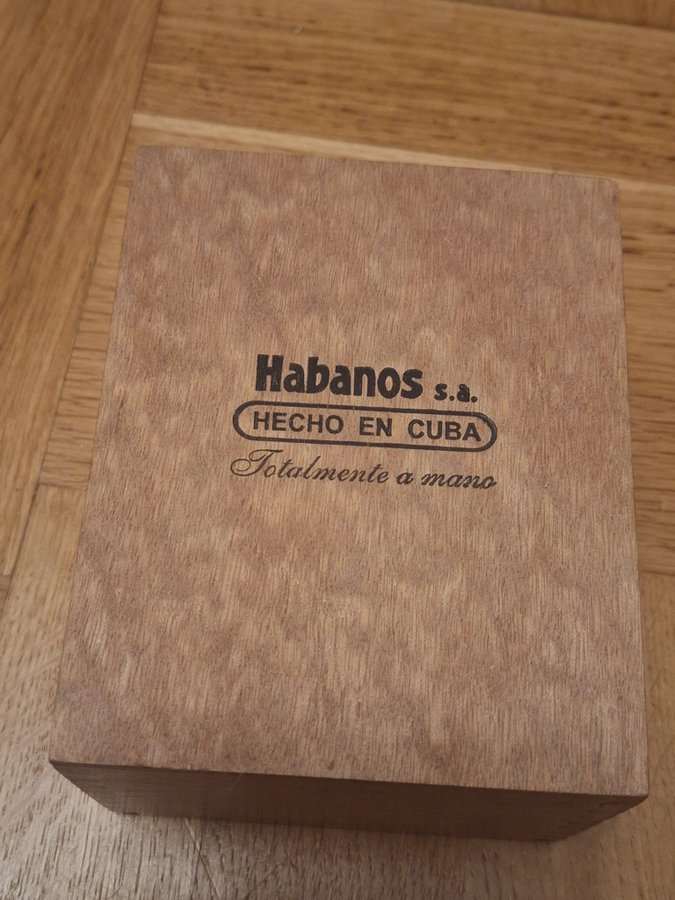 Habanos s.a.
HECHO EN CUBA
Totalmente a mano